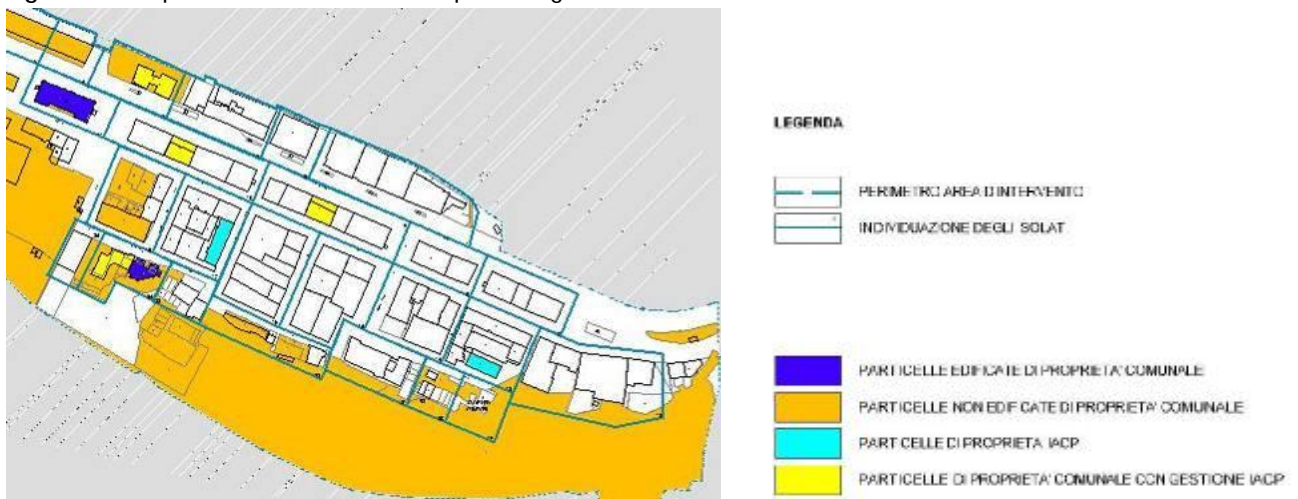 LEGENDA
PERIMETRO AREA D'INTERVENTO
INDIVIDUAZIONE DEGLI ISOLAT
PARTICELLE EDIFICATE DI PROPRIETA' COMUNALE
PARTICELLE NON EDIFICATE DI PROPRIETA' COMUNALE
PARTICELLE DI PROPRIETA IACP
PARTICELLE DI PROPRIETA' COMUNALE CON GESTIONE IACP